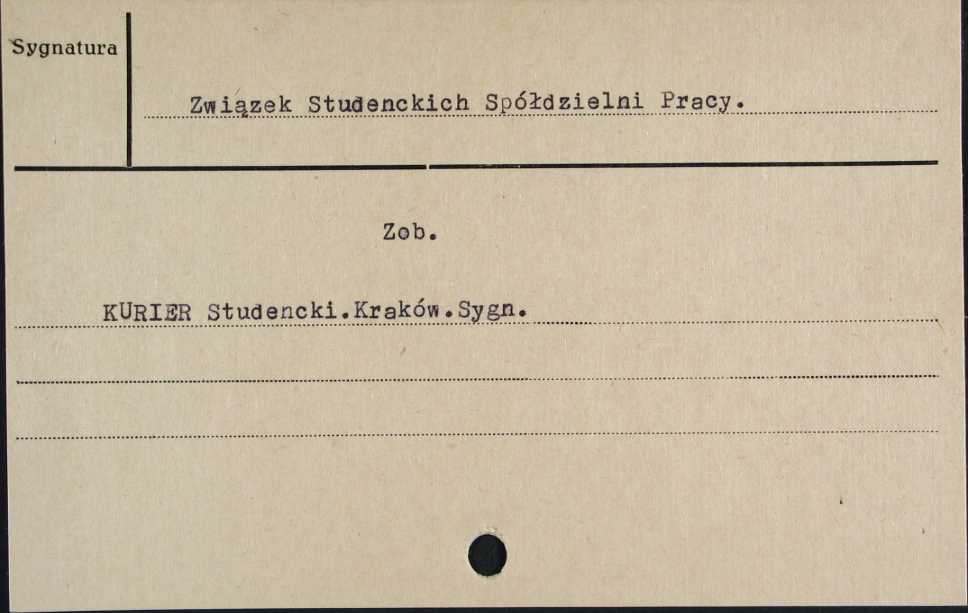 Sygnatura
Związek Studenckich Spółdzielni Pracy.
Zob.
KURIER Studencki.Kraków.Sygn.